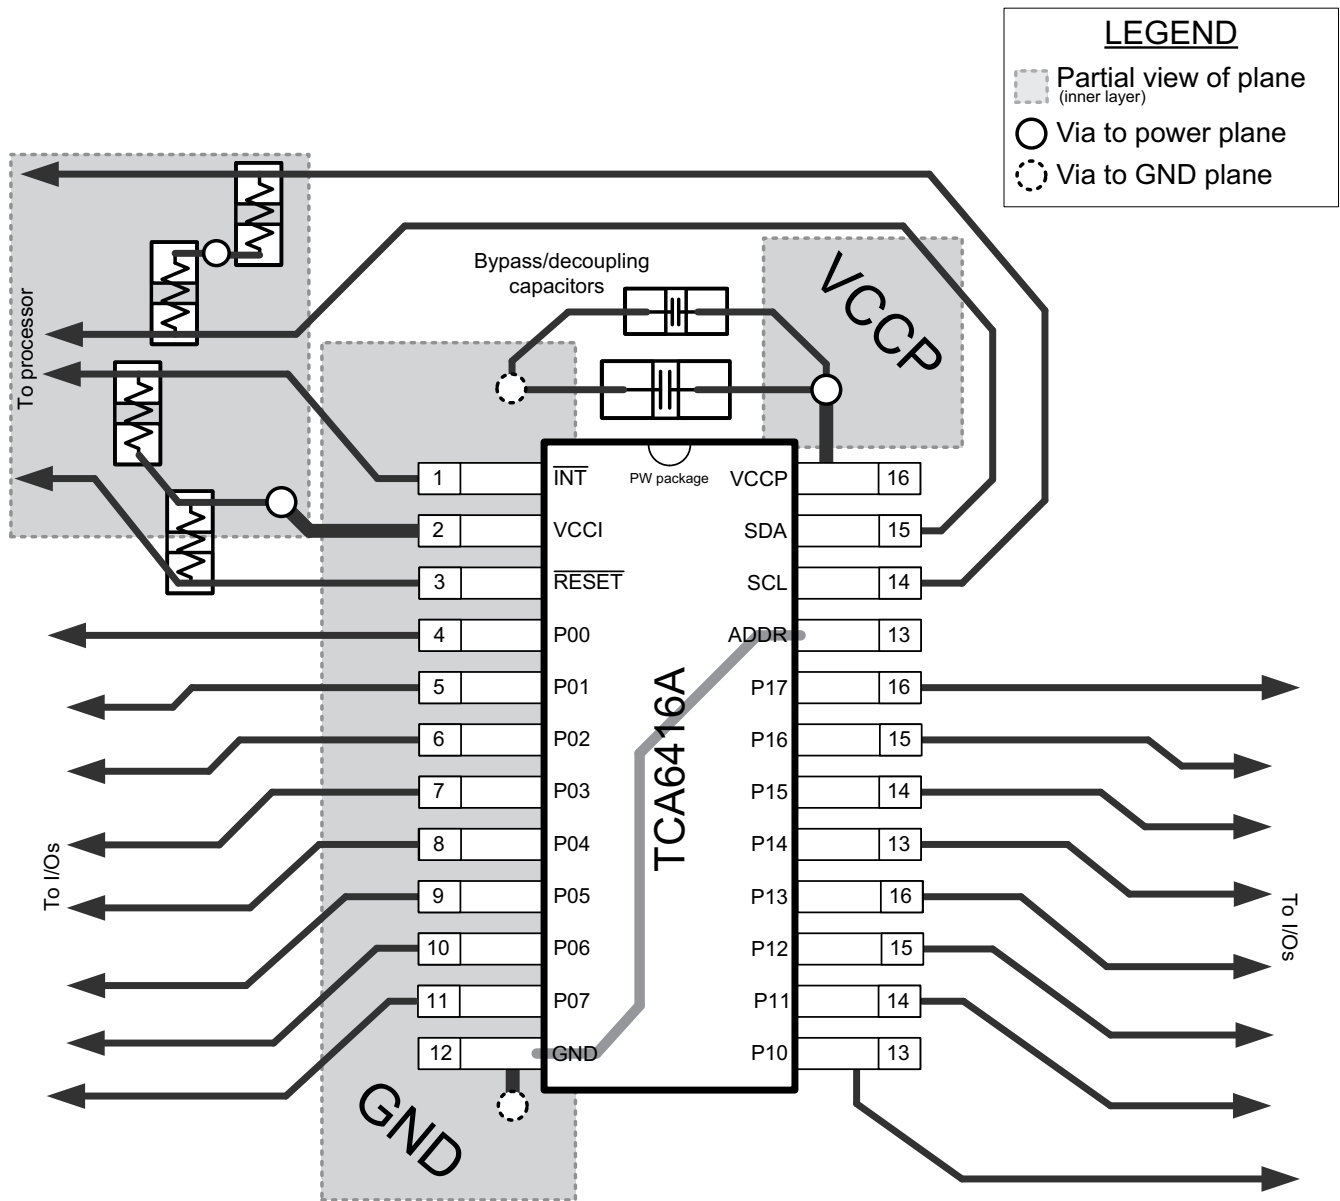 LEGEND
Partial view of plane
(inner layer)
Via to power plane
Via to GND plane
To processor
Bypass/decoupling
capacitors
VCCP
PW package
TCA6416A
1 INT VCCP 16
2 VCCI SDA 15
3 RESET SCL 14
4 P00 ADDR 13
5 P01 P17 16
6 P02 P16 15
7 P03 P15 14
8 P04 P14 13
9 P05 P13 16
10 P06 P12 15
11 P07 P11 14
12 GND P10 13
To I/Os
To I/Os
GND